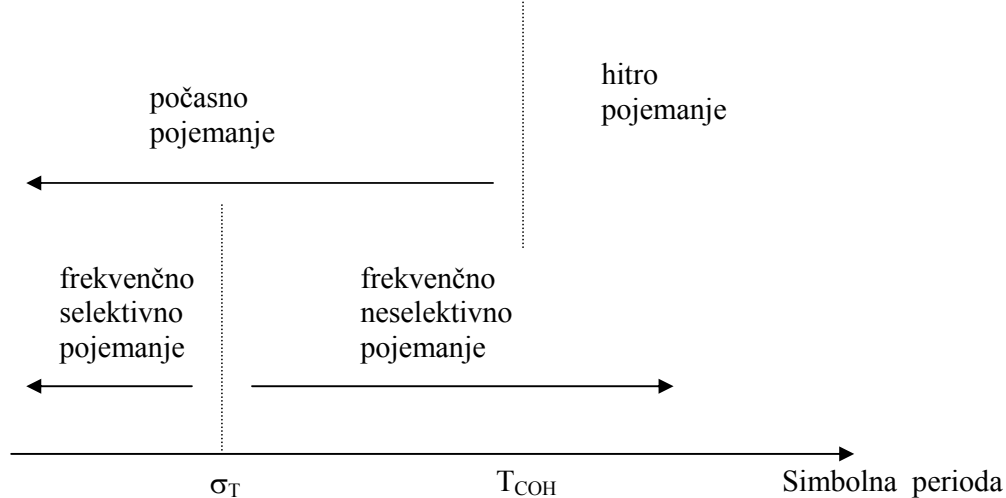 hitro
pojemanje
počasno
pojemanje
frekvenčno
selektivno
pojemanje
frekvenčno
neselektivno
pojemanje
σT
TCOH
Simbolna perioda